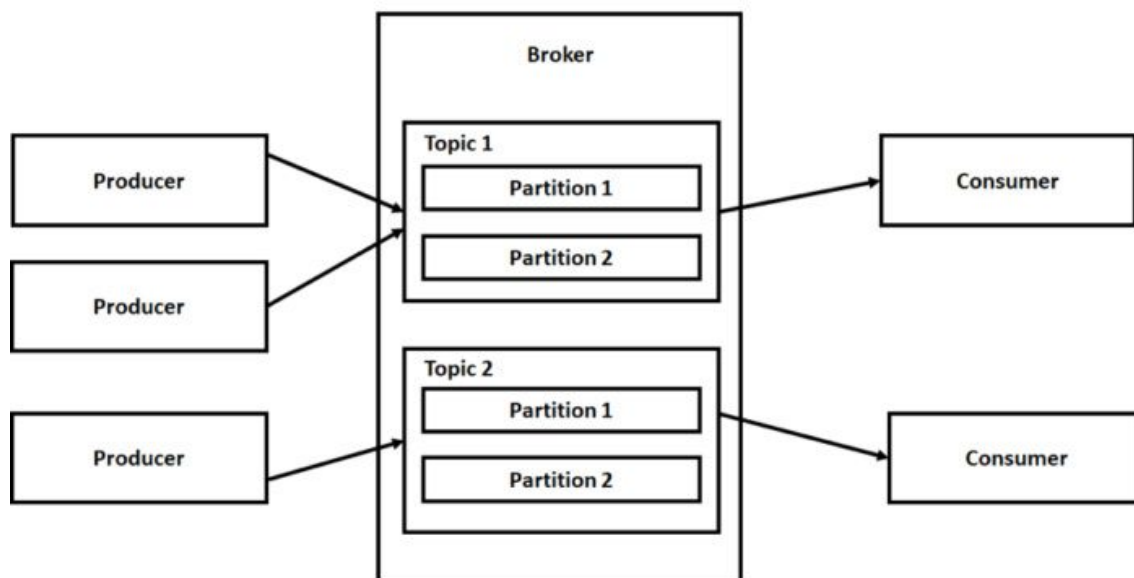 Broker
Producer
Producer
Producer
Topic 1
Partition 1
Partition 2
Topic 2
Partition 1
Partition 2
Consumer
Consumer